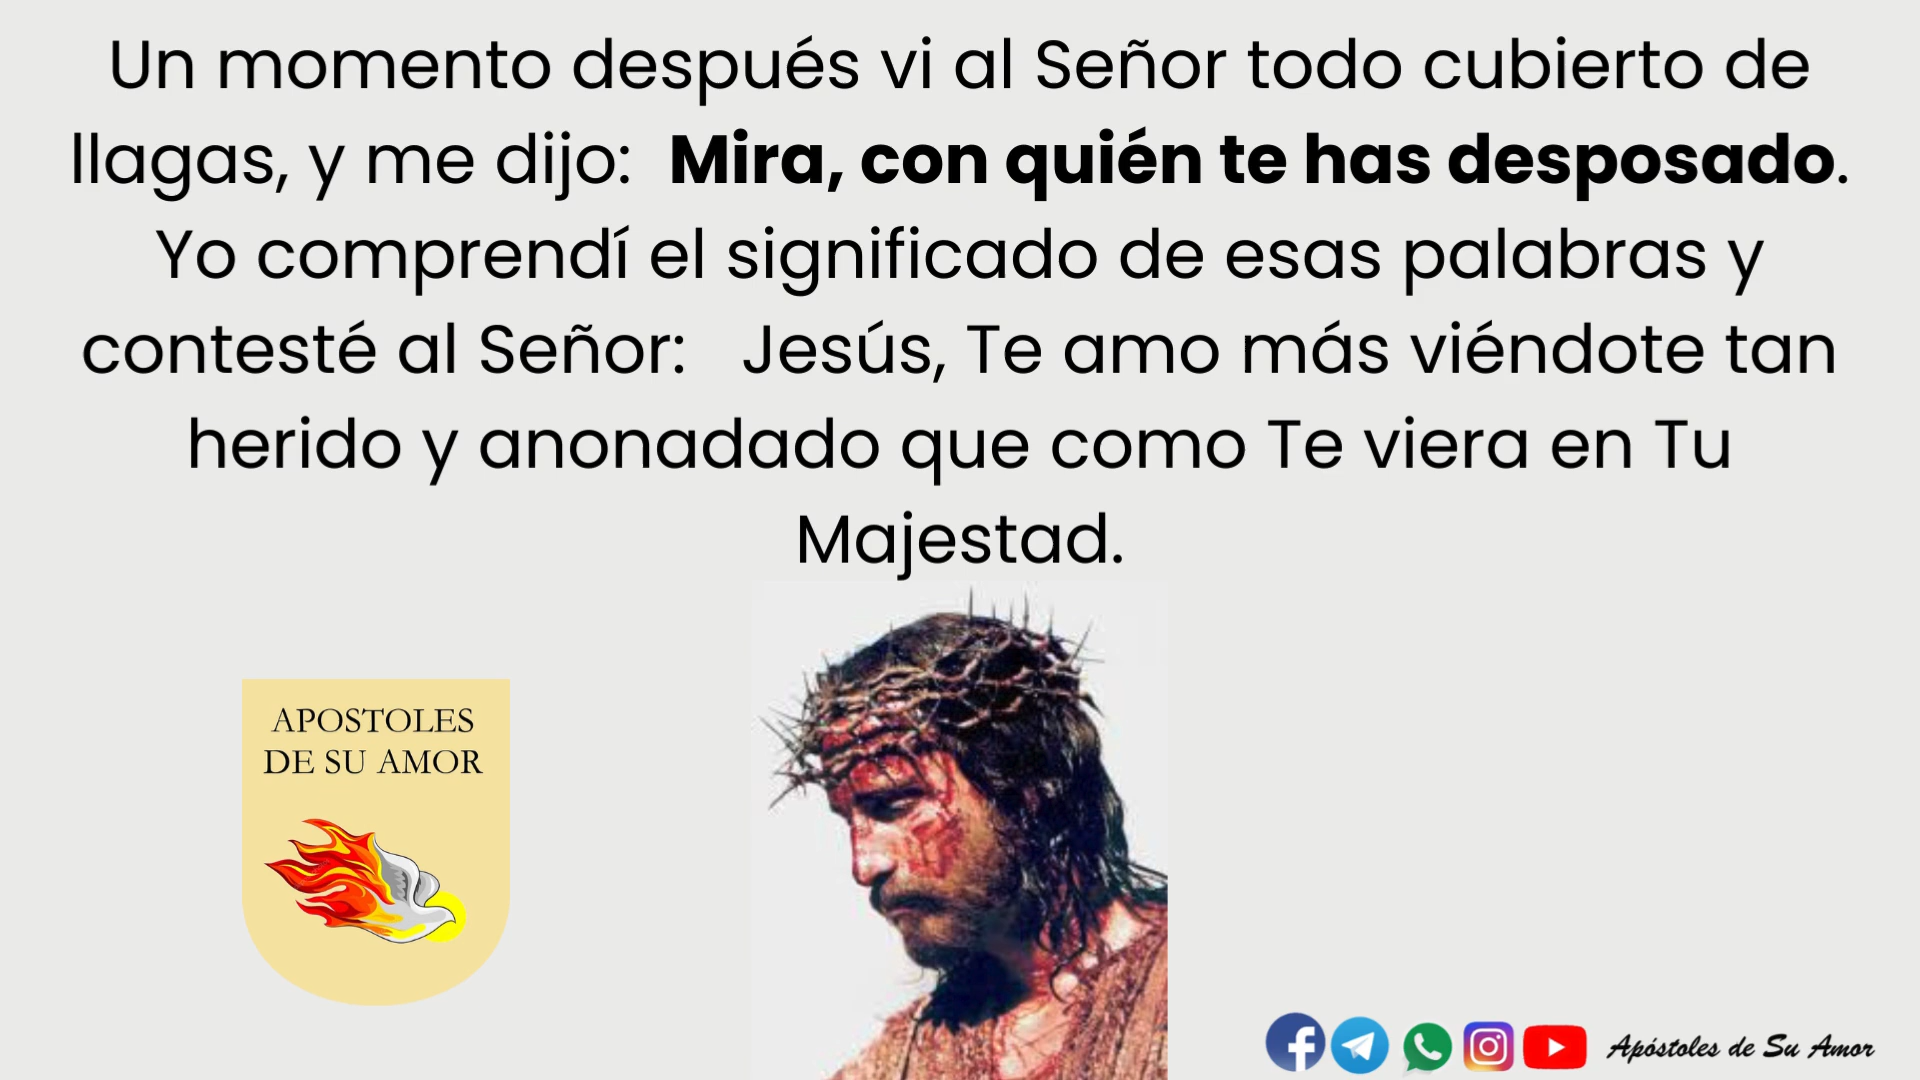 Un momento después vi al Señor todo cubierto de
llagas, y me dijo: Mira, con quién te has desposado.
Yo comprendí el significado de esas palabras y
contesté al Señor: Jesús, Te amo más viéndote tan
herido y anonadado que como Te viera en Tu
Majestad.
APOSTOLES
DE SU AMOR
Apóstoles de Su Amor